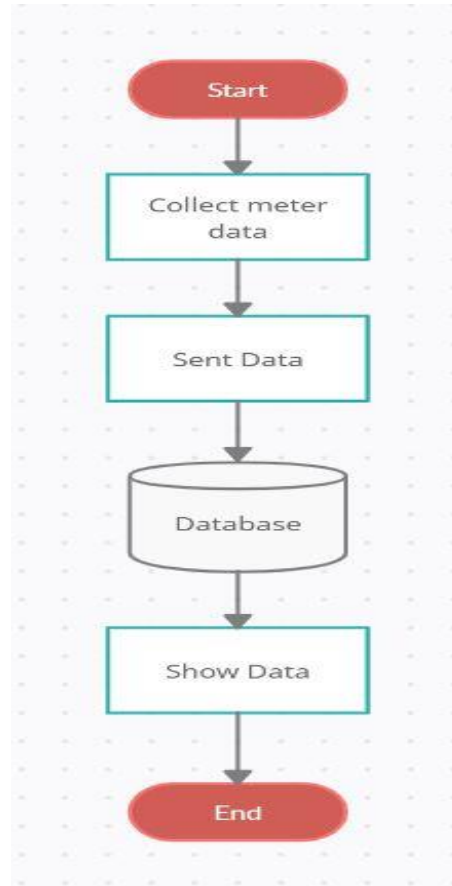 Start
Collect meter
data
Sent Data
Database
Show Data
End